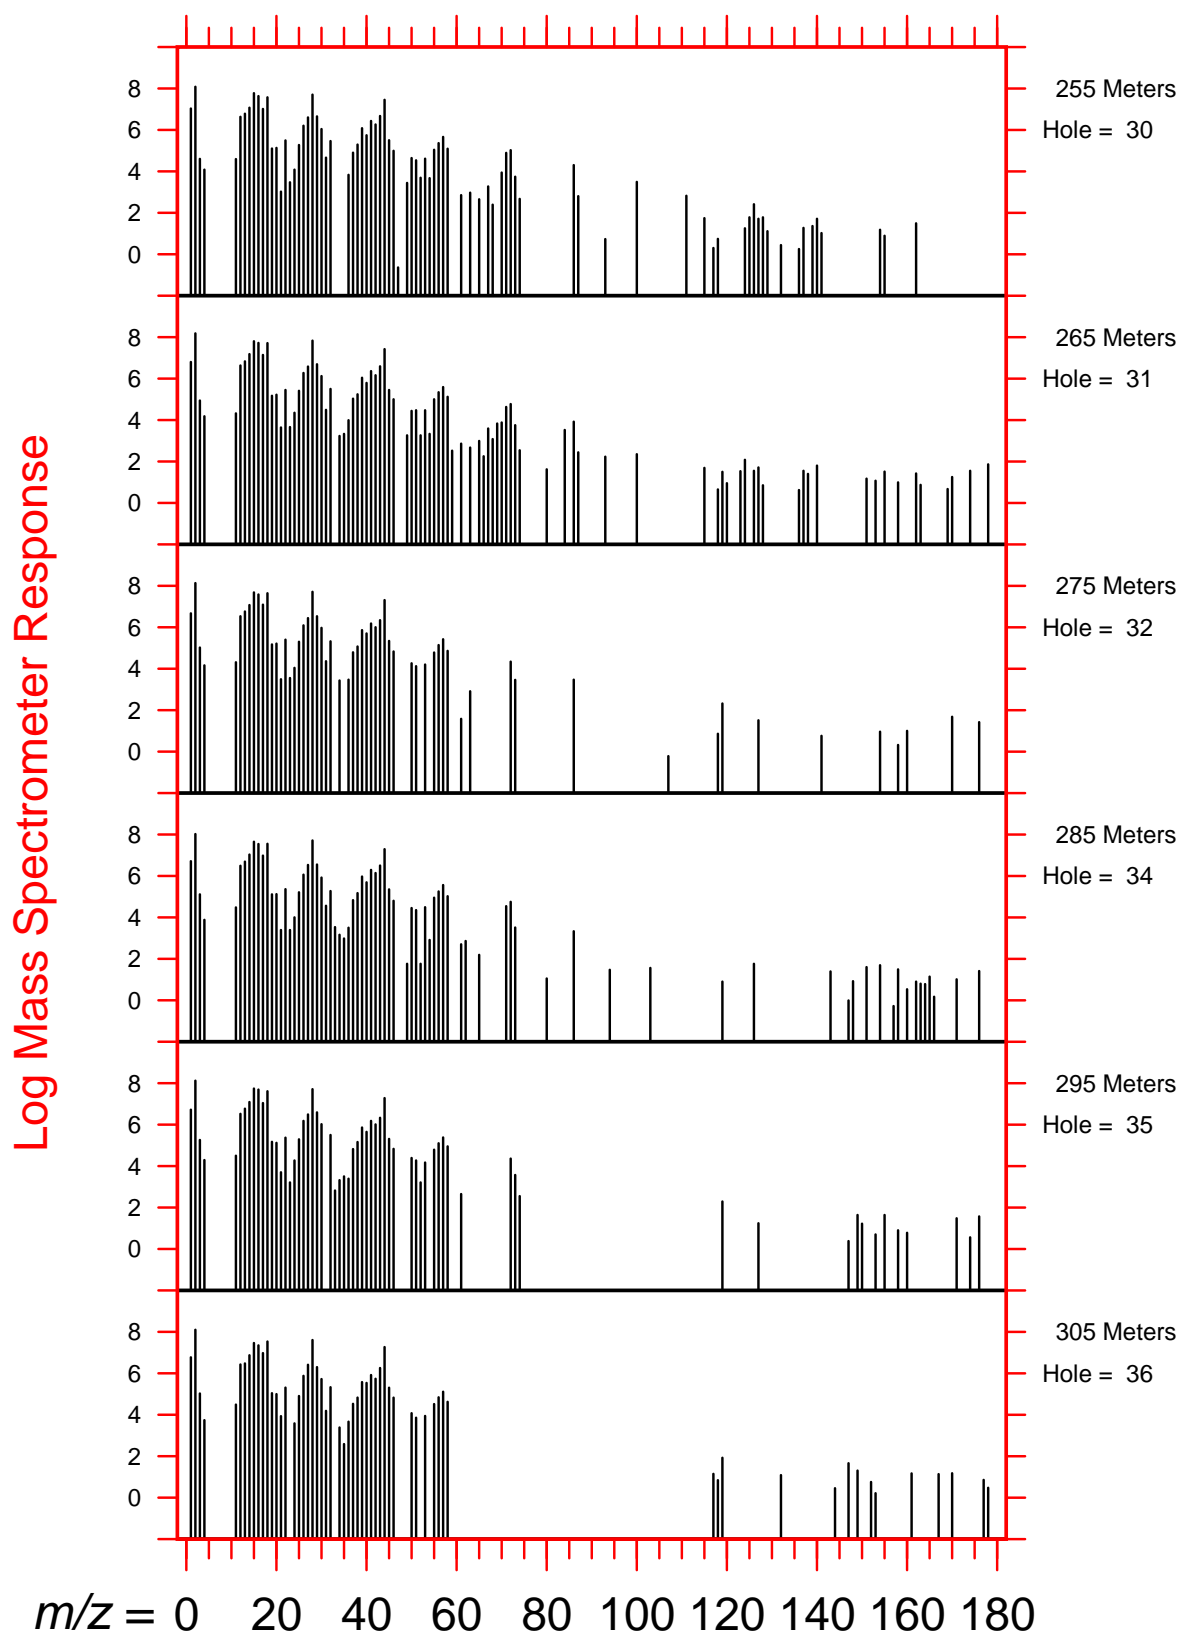 8
6
4
2
0
255 Meters
Hole = 30
8
6
4
2
0
265 Meters
Hole = 31
8
6
4
2
0
275 Meters
Hole = 32
8
6
4
2
0
285 Meters
Hole = 34
8
6
4
2
0
295 Meters
Hole = 35
8
6
4
2
0
305 Meters
Hole = 36
Log Mass Spectrometer Response
m/z = 0 20 40 60 80 100 120 140 160 180